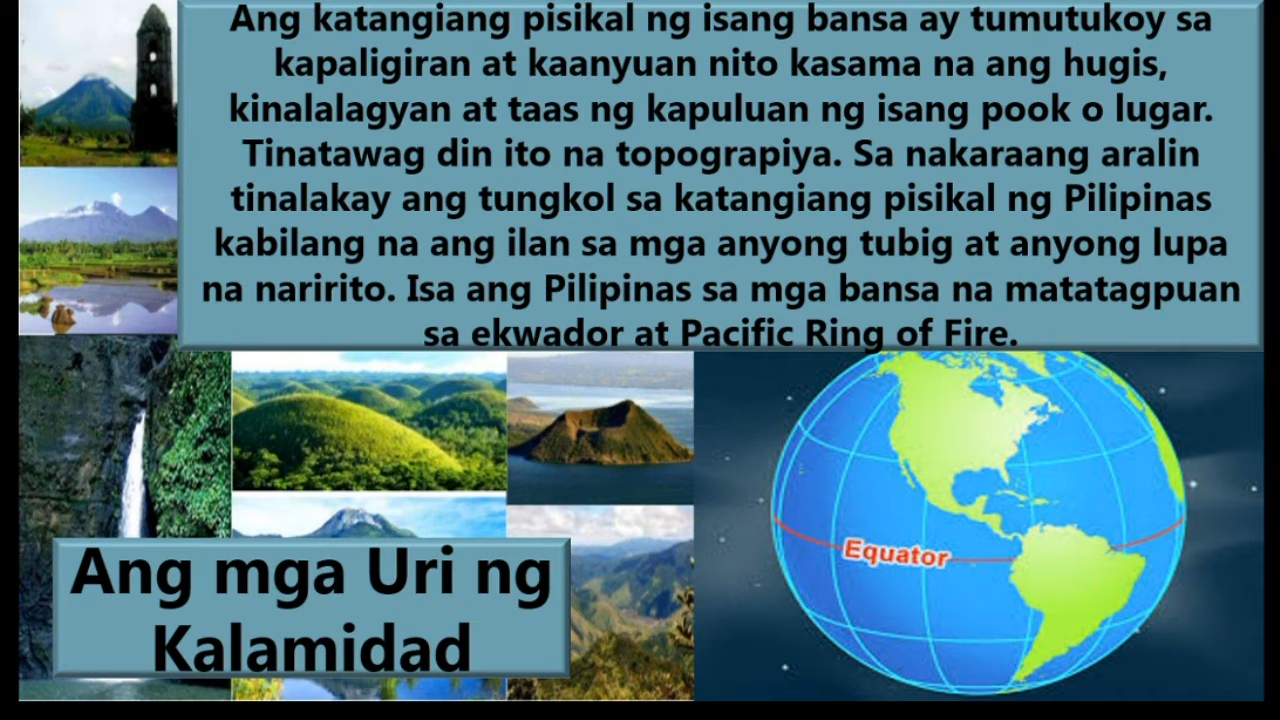 Ang katangiang pisikal ng isang bansa ay tumutukoy sa
kapaligiran at kaanyuan nito kasama na ang hugis,
kinalalagyan at taas ng kapuluan ng isang pook o lugar.
Tinatawag din ito na topograpiya. Sa nakaraang aralin
tinalakay ang tungkol sa katangiang pisikal ng Pilipinas
kabilang na ang ilan sa mga anyong tubig at anyong lupa
na naririto. Isa ang Pilipinas sa mga bansa na matatagpuan
sa ekwador at Pacific Ring of Fire.
Equator
Ang mga Uri ng
Kalamidad